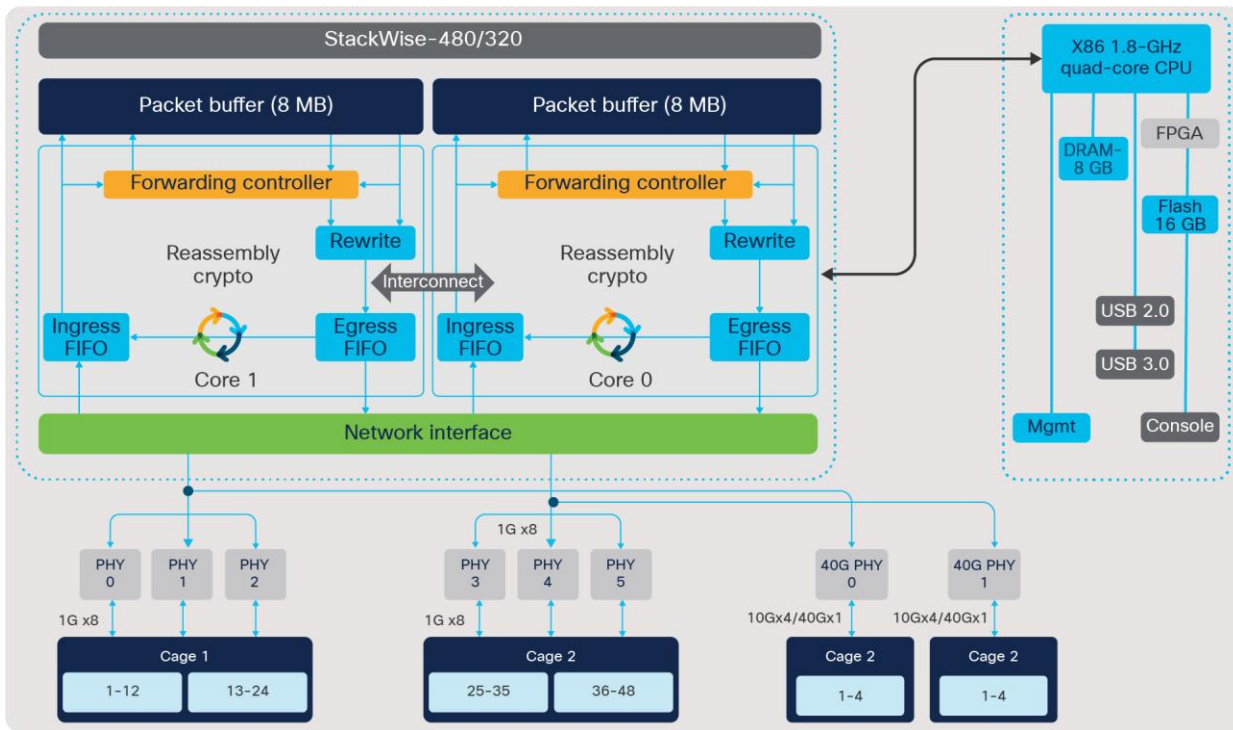 StackWise-480/320
Packet buffer (8 MB)
Packet buffer (8 MB)
Forwarding controller
Forwarding controller
Rewrite
Rewrite
Reassembly
crypto
Reassembly
crypto
Interconnect
Ingress
FIFO
Egress
FIFO
Ingress
FIFO
Egress
FIFO
Core 1
Core 0
Network interface
X86 1.8-GHz
quad-core CPU
DRAM-
8 GB
FPGA
Flash
16 GB
USB 2.0
USB 3.0
Mgmt
Console
1G x8
PHY
0
PHY
1
PHY
2
PHY
3
PHY
4
PHY
5
40G PHY
0
40G PHY
1
1G x8
1G x8
10Gx4/40Gx1
10Gx4/40Gx1
Cage 1
1-12
13-24
Cage 2
25-35
36-48
Cage 2
1-4
Cage 2
1-4